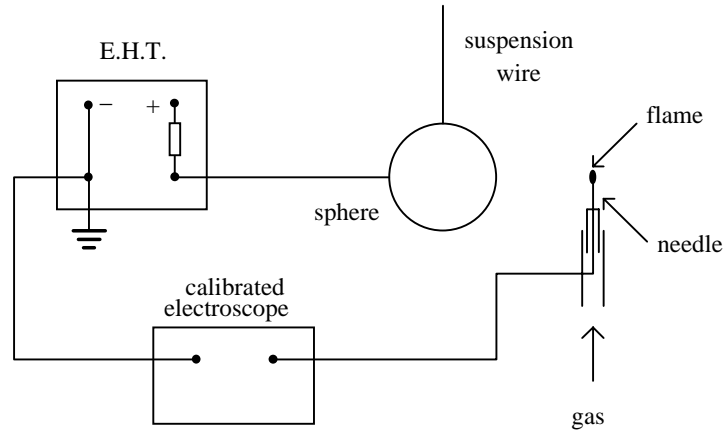 E.H.T.
− +
suspension
wire
flame
sphere
needle
calibrated
electroscope
gas